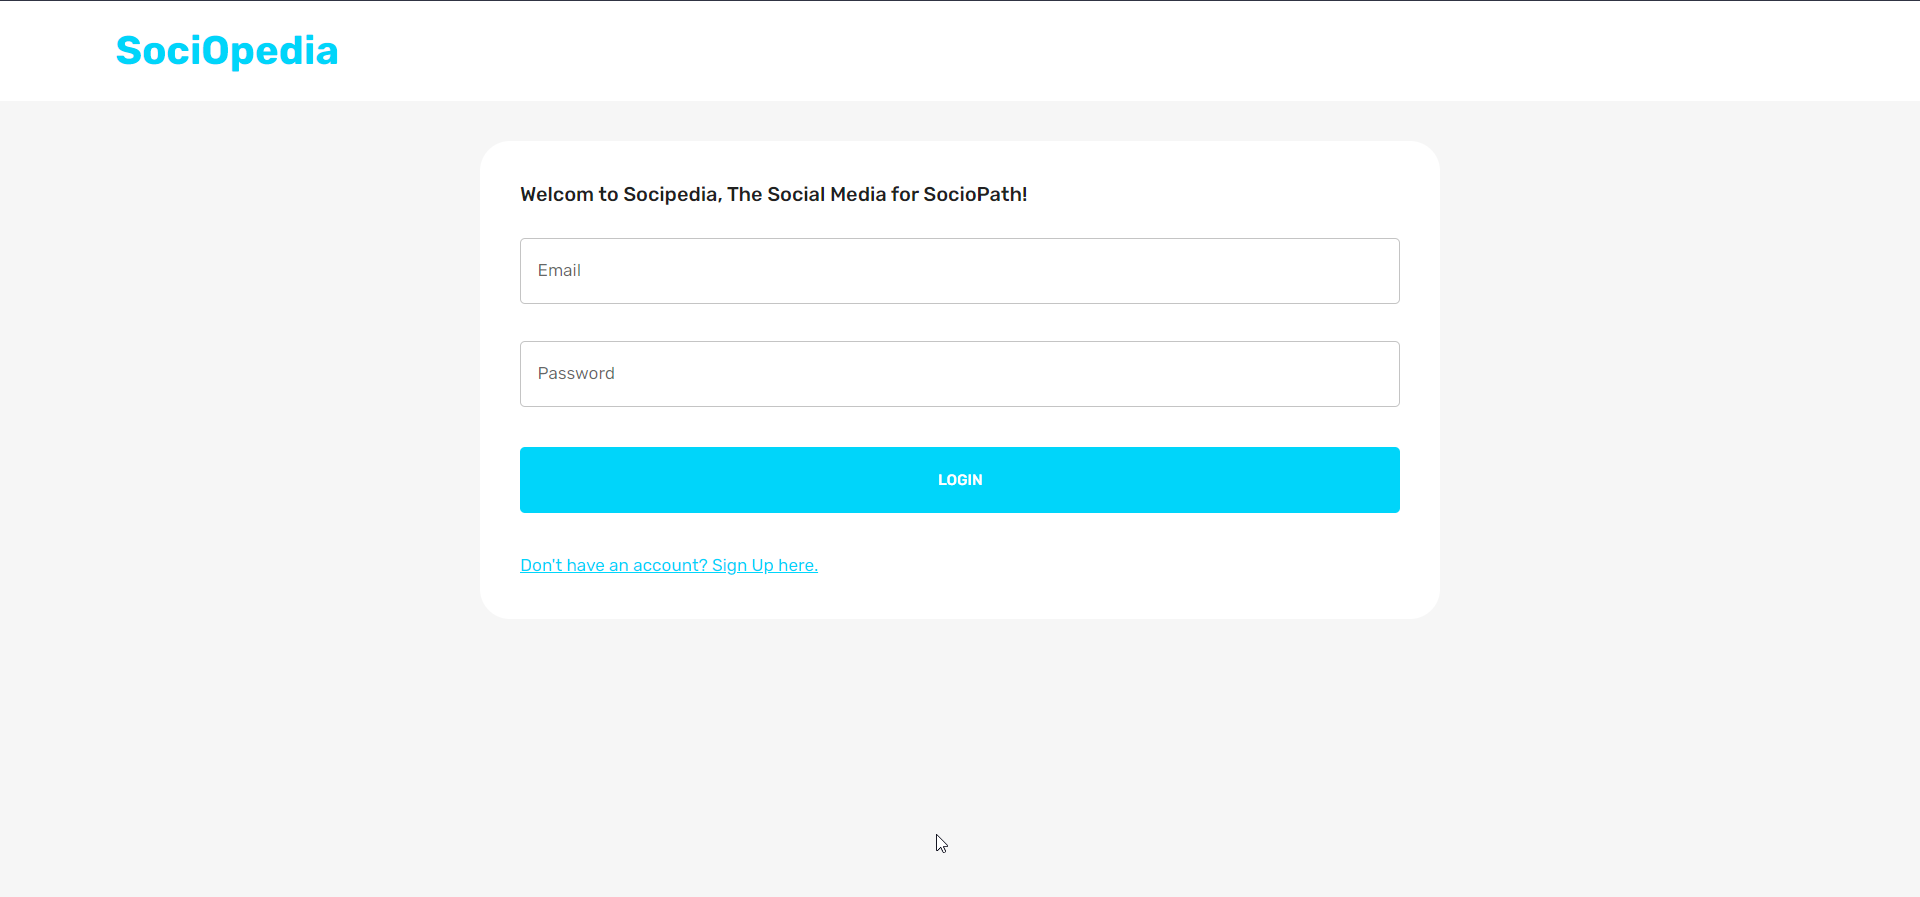 SociOpedia
Welcom to Socipedia, The Social Media for SocioPath!
Email
Password
LOGIN
Don't have an account? Sign Up here.